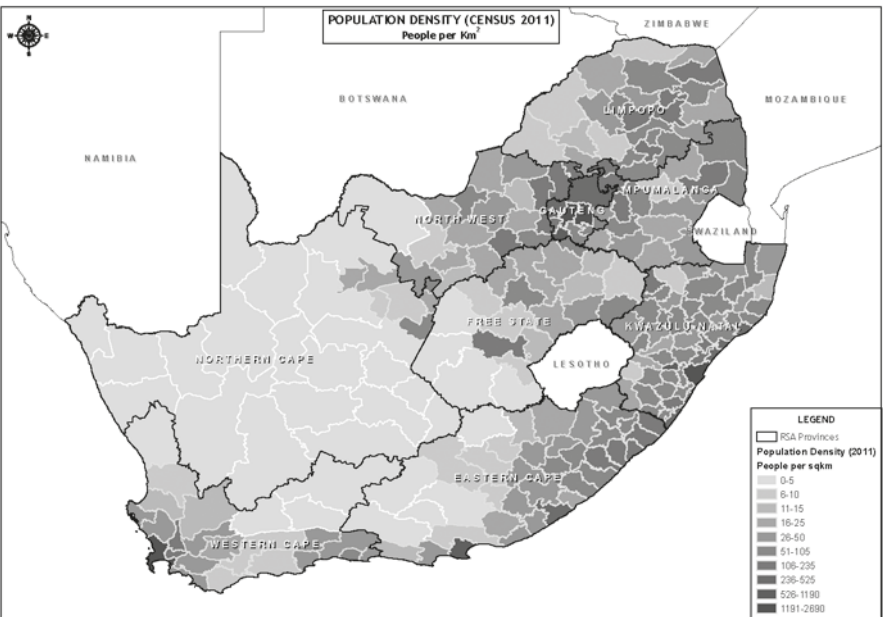 POPULATION DENSITY (CENSUS 2011)
People per Km2
N
W E
S
ZIMBABWE
BOTSWANA
MOZAMBIQUE
NAMIBIA
LIMPOPO
MPUMALANGA
NORTH WEST
GAUTENG
WAZILAND
FREE STATE
KWAZULU-NATAL
NORTHERN CAPE
LESOTHO
EASTERN CAPE
WESTERN CAPE
LEGEND
RSA Provinces
Population Density (2011)
People per sqkm
0-5
6-10
11-15
16-25
26-50
51-105
106-235
236-525
526-1190
1191-2690